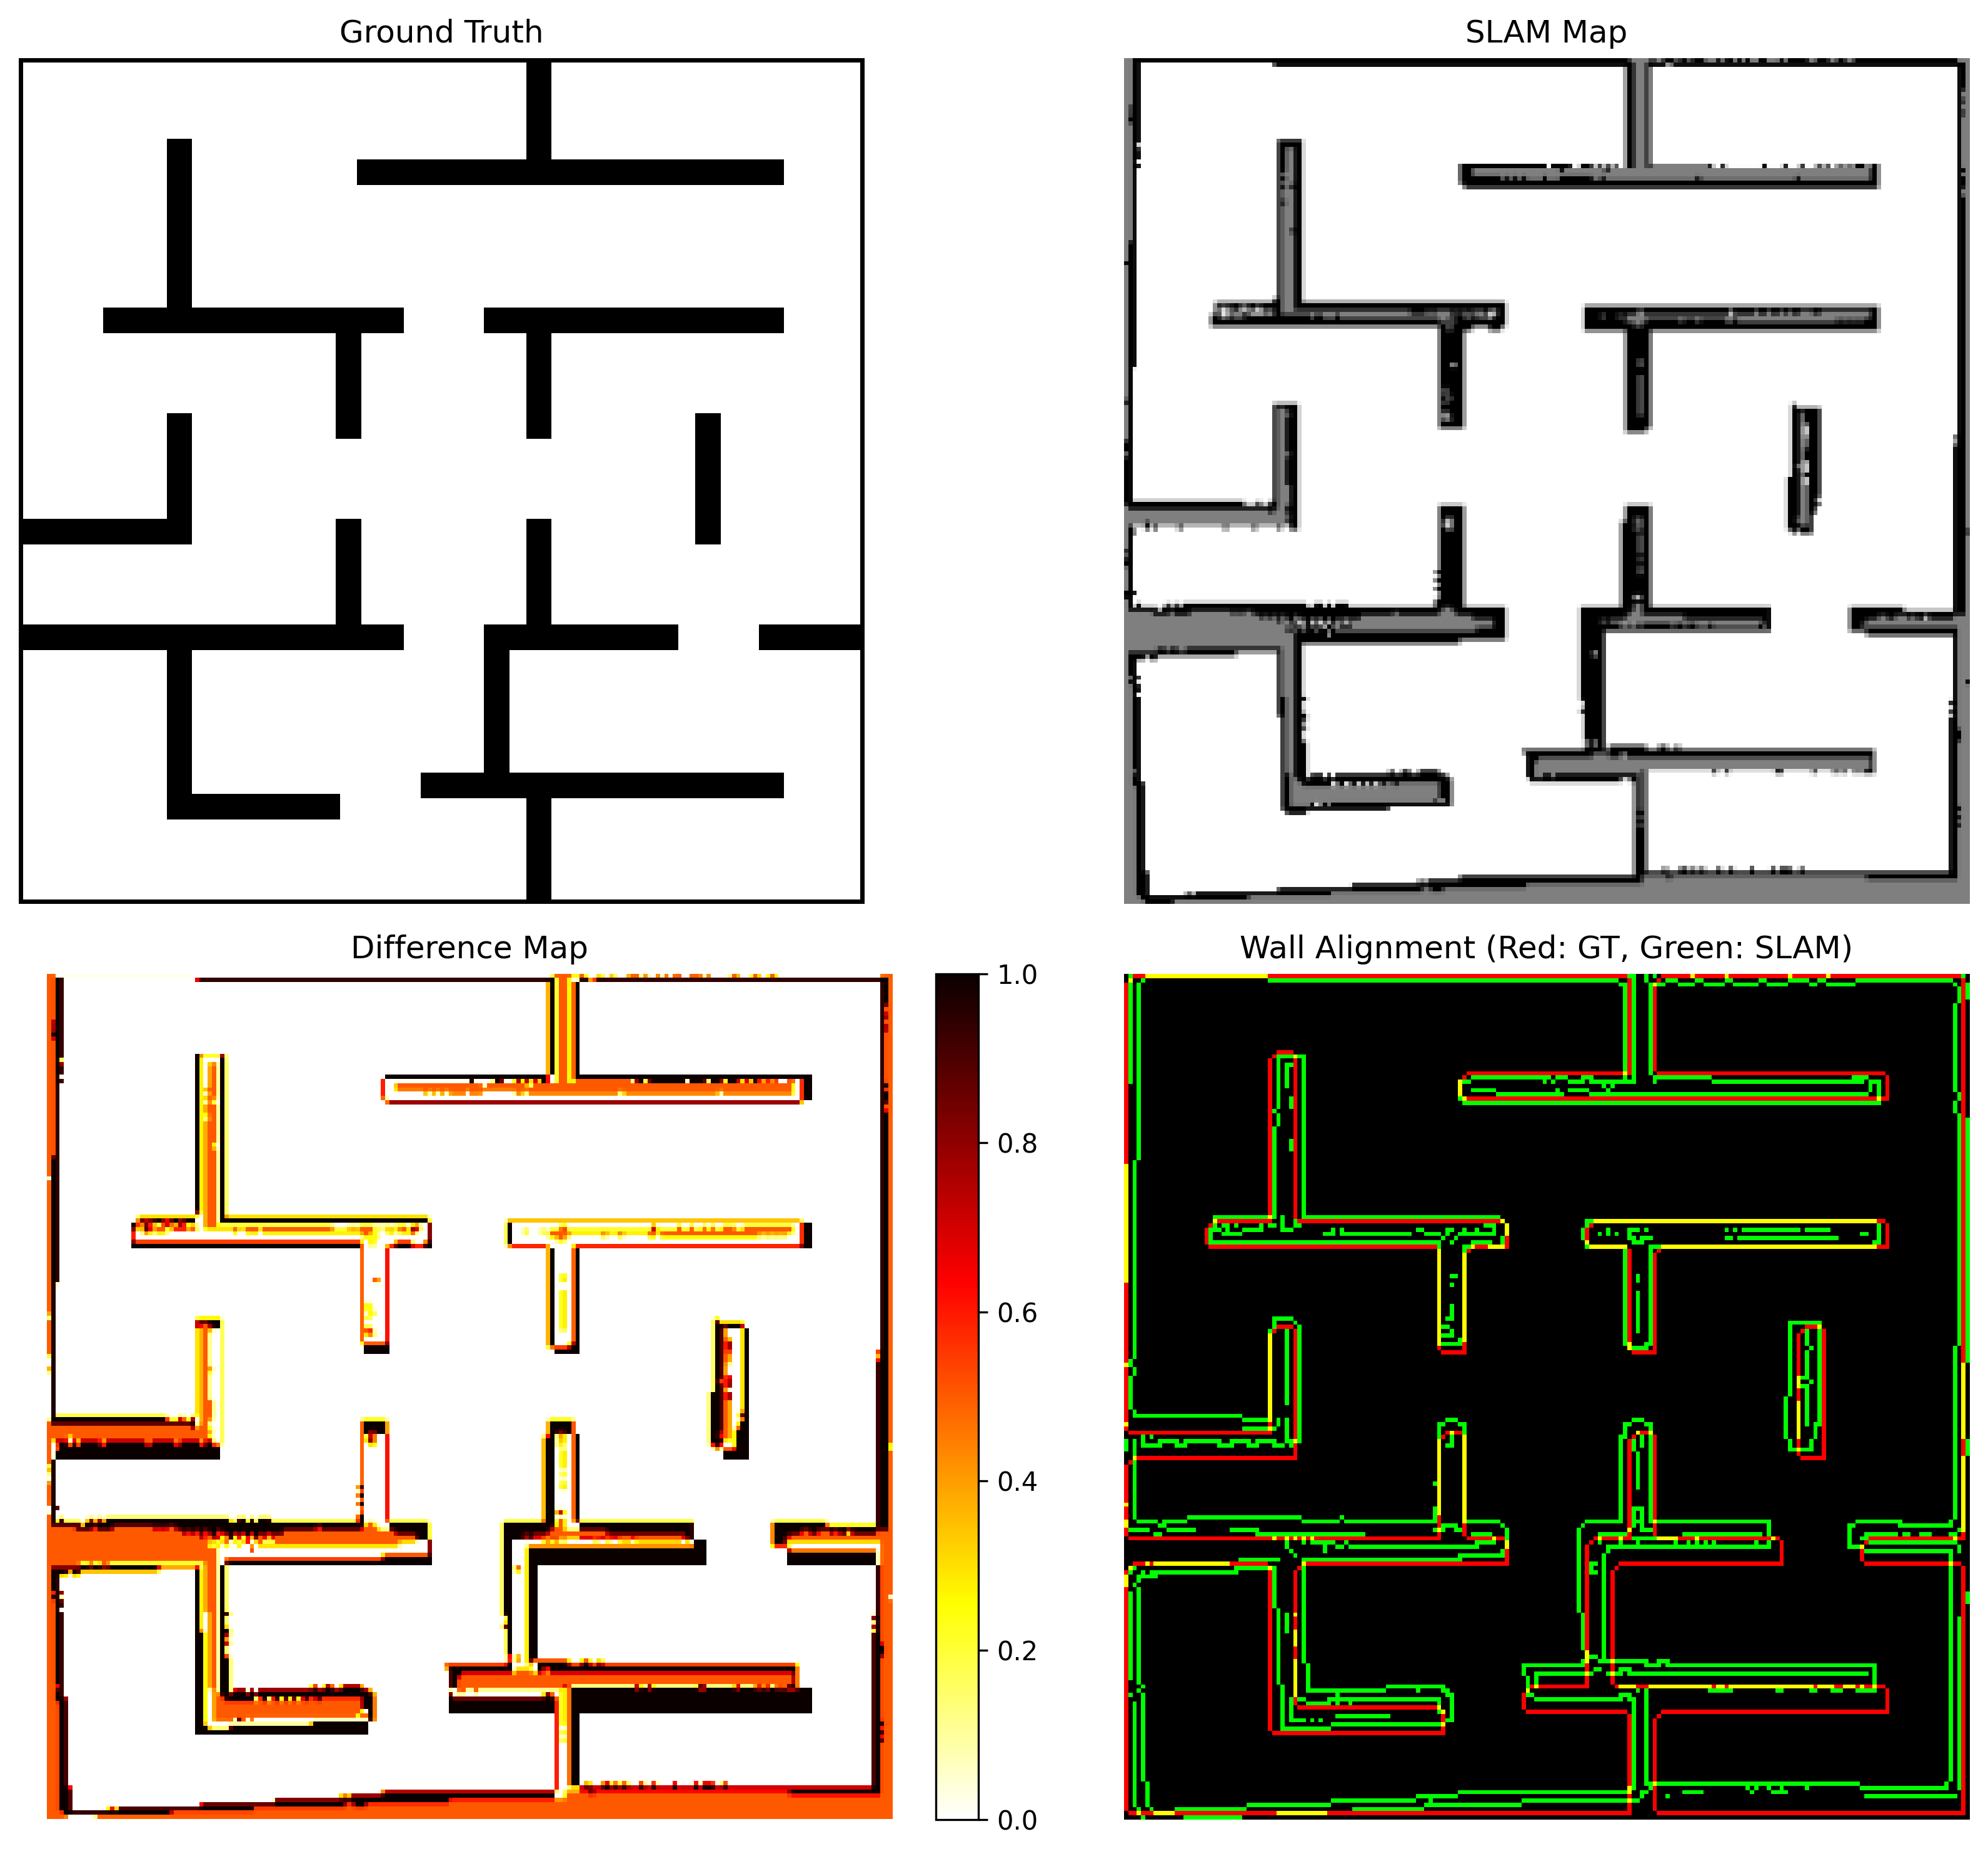 Ground Truth
SLAM Map
Difference Map
1.0
0.8
0.6
0.4
0.2
0.0
Wall Alignment (Red: GT, Green: SLAM)